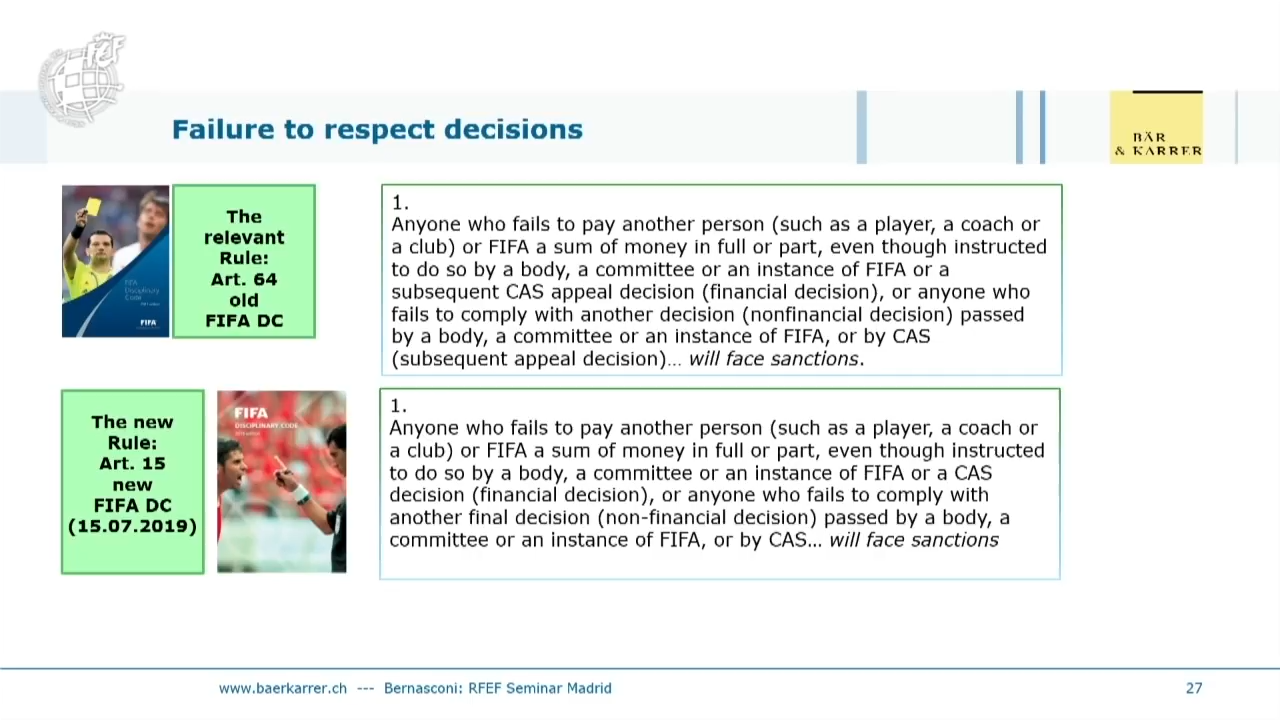 RFEF
Failure to respect decisions
BÄR
& KARRER
The
relevant
Rule:
Art. 64
old
FIFA DC
FIFA
Disciplinary
Code
FIFA
1.
Anyone who fails to pay another person (such as a player, a coach or
a club) or FIFA a sum of money in full or part, even though instructed
to do so by a body, a committee or an instance of FIFA or a
subsequent CAS appeal decision (financial decision), or anyone who
fails to comply with another decision (nonfinancial decision) passed
by a body, a committee or an instance of FIFA, or by CAS
(subsequent appeal decision)… will face sanctions.
The new
Rule:
Art. 15
new
FIFA DC
(15.07.2019)
FIFA
DISCIPLINARY CODE
1.
Anyone who fails to pay another person (such as a player, a coach or
a club) or FIFA a sum of money in full or part, even though instructed
to do so by a body, a committee or an instance of FIFA or a CAS
decision (financial decision), or anyone who fails to comply with
another final decision (non-financial decision) passed by a body, a
committee or an instance of FIFA, or by CAS… will face sanctions
www.baerkarrer.ch --- Bernasconi: RFEF Seminar Madrid
27